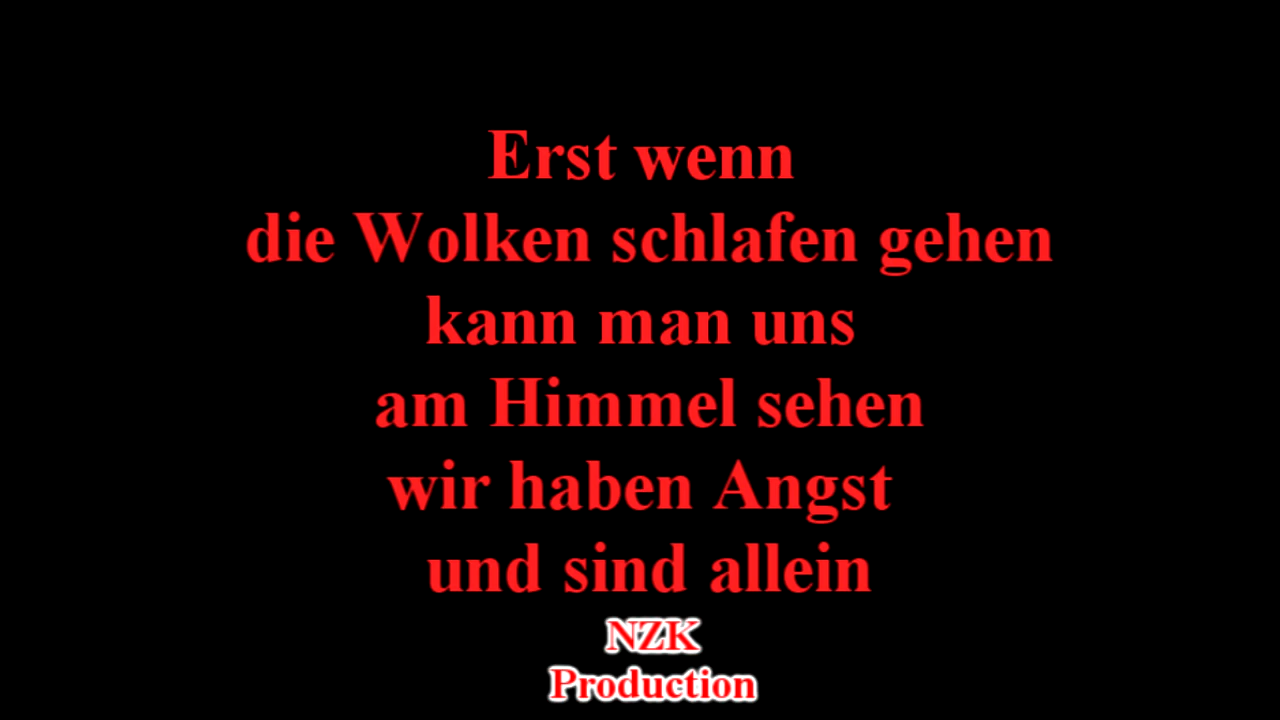 Erst wenn
die Wolken schlafen gehen
kann man uns
am Himmel sehen
wir haben Angst
und sind allein
NZK
Production